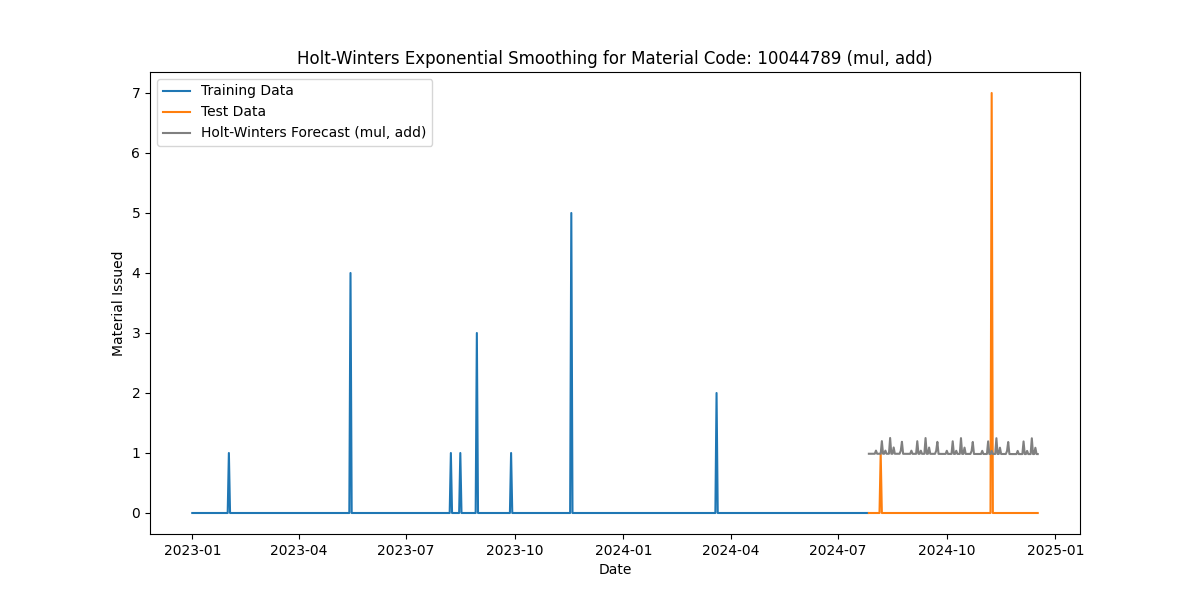 Holt-Winters Exponential Smoothing for Material Code: 10044789 (mul, add)
Training Data
Test Data
Holt-Winters Forecast (mul, add)
Material Issued
7
6
5
4
3
2
1
0
2023-01 2023-04 2023-07 2023-10 2024-01 2024-04 2024-07 2024-10 2025-01
Date